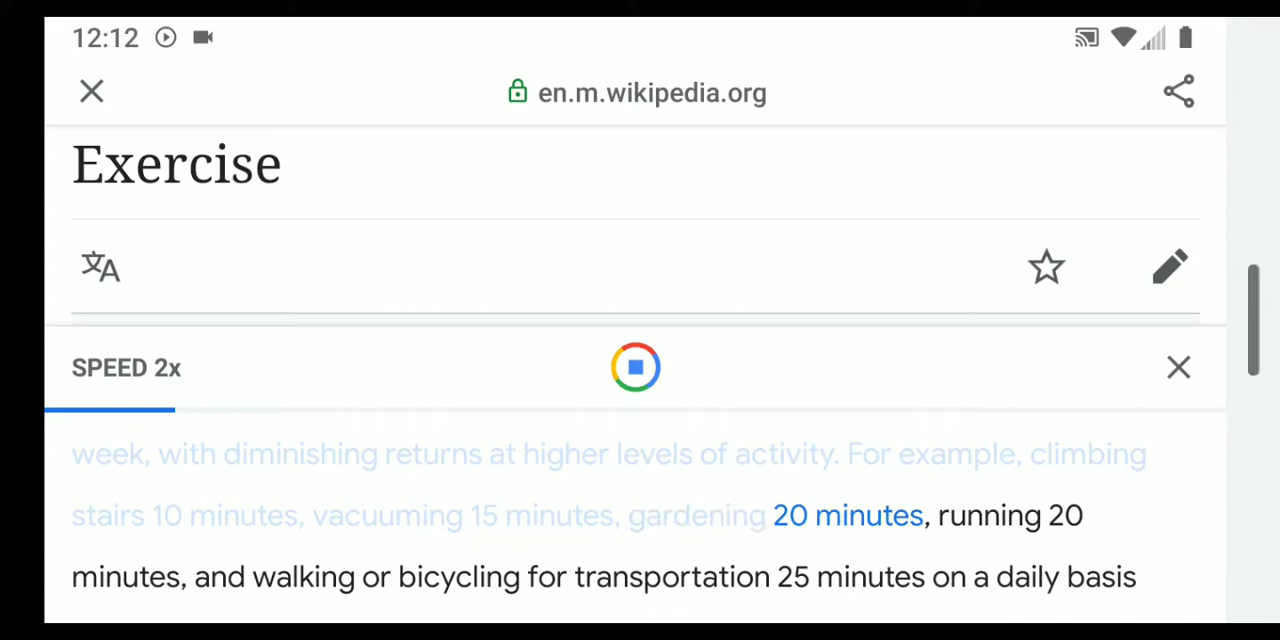 12:12
en.m.wikipedia.org
Exercise
文A
SPEED 2x
week, with diminishing returns at higher levels of activity. For example, climbing
stairs 10 minutes, vacuuming 15 minutes, gardening 20 minutes, running 20
minutes, and walking or bicycling for transportation 25 minutes on a daily basis